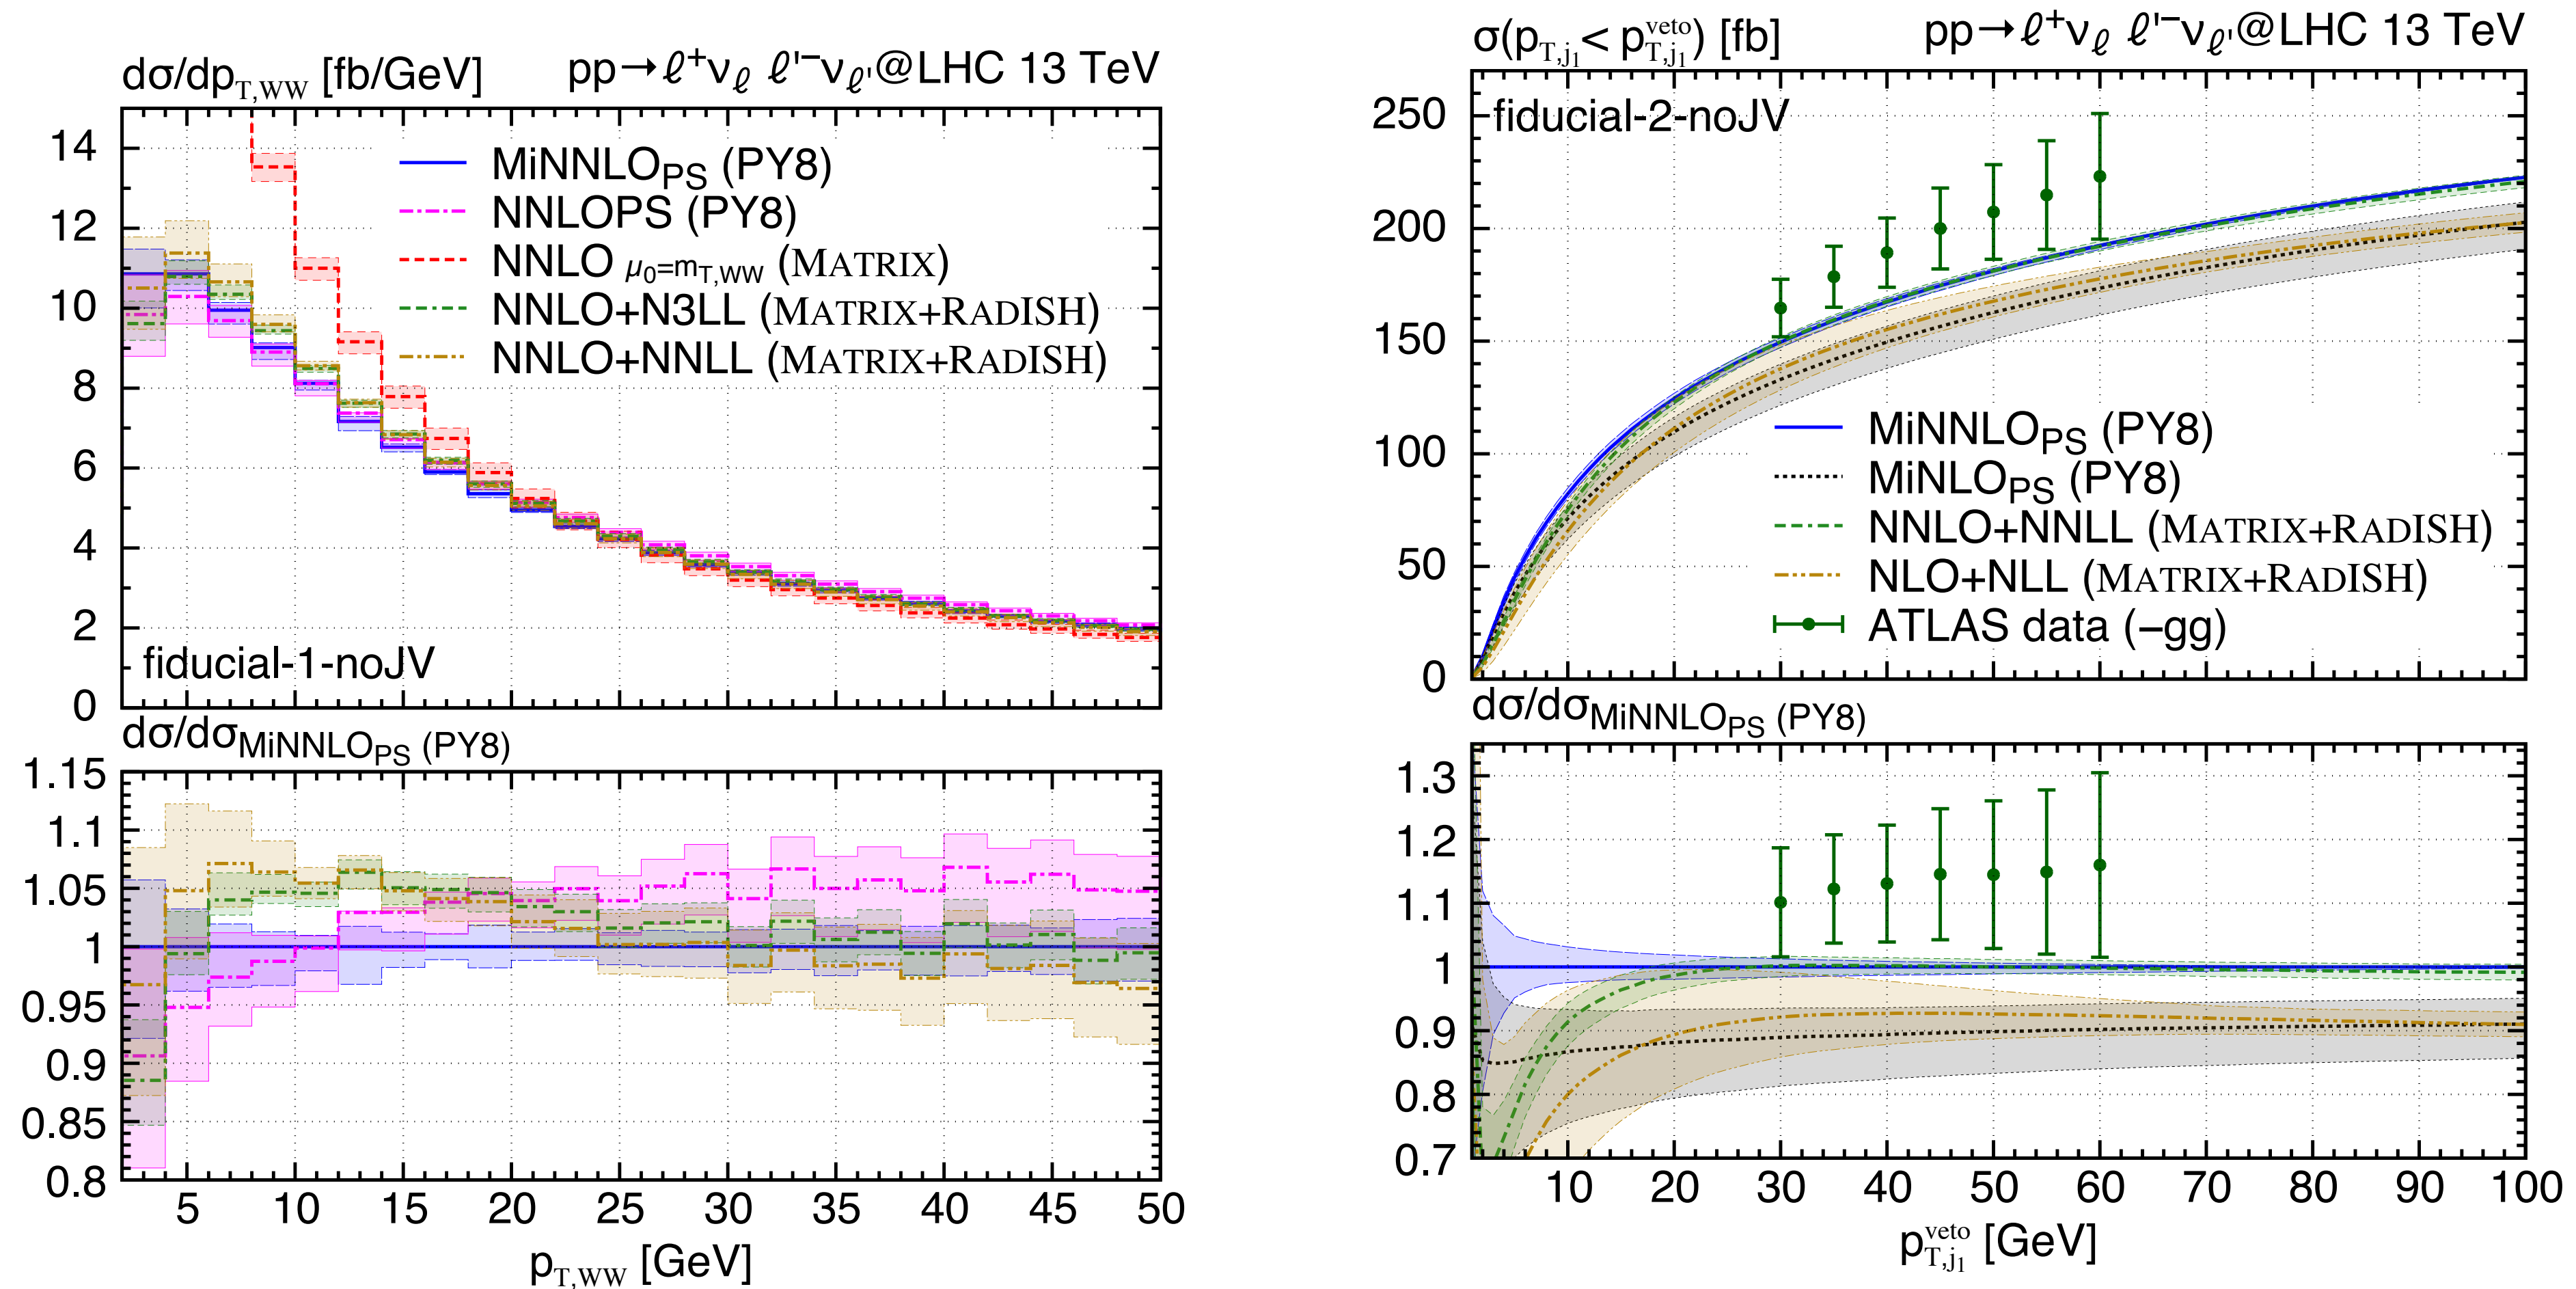 dσ/dp_T,WW [fb/GeV]
pp→ℓ⁺ν_ℓ ℓ'⁻ν_ℓ'@LHC 13 TeV
14
12
10
8
6
4
2
0
MiNNLO_PS (PY8)
NNLOPS (PY8)
NNLO μ₀=m_T,WW (MATRIX)
NNLO+N3LL (MATRIX+RADISH)
NNLO+NNLL (MATRIX+RADISH)
fiducial-1-noJV
dσ/dσ_MiNNLO_PS (PY8)
1.15
1.1
1.05
1
0.95
0.9
0.85
0.8
5 10 15 20 25 30 35 40 45 50
p_T,WW [GeV]
σ(p_T,j₁ < p_T,j₁^veto) [fb]
pp→ℓ⁺ν_ℓ ℓ'⁻ν_ℓ'@LHC 13 TeV
250
200
150
100
50
0
fiducial-2-noJV
MiNNLO_PS (PY8)
MiNLO_PS (PY8)
NNLO+NNLL (MATRIX+RADISH)
NLO+NLL (MATRIX+RADISH)
ATLAS data (–gg)
dσ/dσ_MiNNLO_PS (PY8)
1.3
1.2
1.1
1
0.9
0.8
0.7
10 20 30 40 50 60 70 80 90 100
p_T,j₁^veto [GeV]